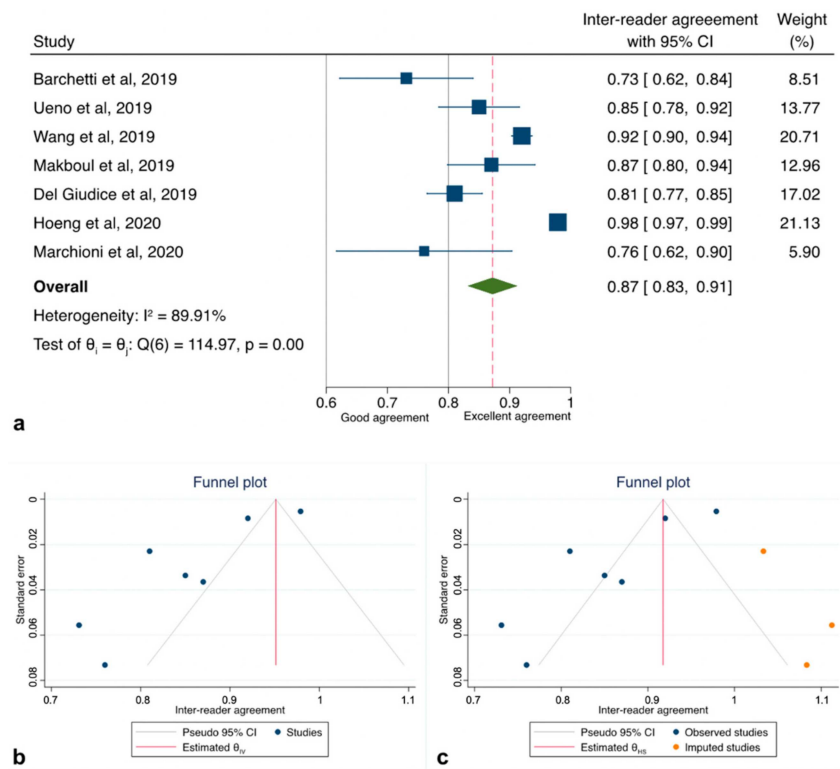 Study Inter-reader agreeement with 95% CI Weight (%)
Barchetti et al, 2019 0.73 [ 0.62, 0.84] 8.51
Ueno et al, 2019 0.85 [ 0.78, 0.92] 13.77
Wang et al, 2019 0.92 [ 0.90, 0.94] 20.71
Makboul et al, 2019 0.87 [ 0.80, 0.94] 12.96
Del Giudice et al, 2019 0.81 [ 0.77, 0.85] 17.02
Hoeng et al, 2020 0.98 [ 0.97, 0.99] 21.13
Marchioni et al, 2020 0.76 [ 0.62, 0.90] 5.90
Overall 0.87 [ 0.83, 0.91]
Heterogeneity: I² = 89.91%
Test of θᵢ = θⱼ: Q(6) = 114.97, p = 0.00
0.6 0.7 0.8 0.9 1
Good agreement Excellent agreement
a
Funnel plot
Standard error
0
0.02
0.04
0.06
0.08
0.7 0.8 0.9 1 1.1
Inter-reader agreement
Pseudo 95% CI Studies
Estimated θIV
b
Funnel plot
Standard error
0
0.02
0.04
0.06
0.08
0.7 0.8 0.9 1 1.1
Inter-reader agreement
Pseudo 95% CI Observed studies
Estimated θHS Imputed studies
c